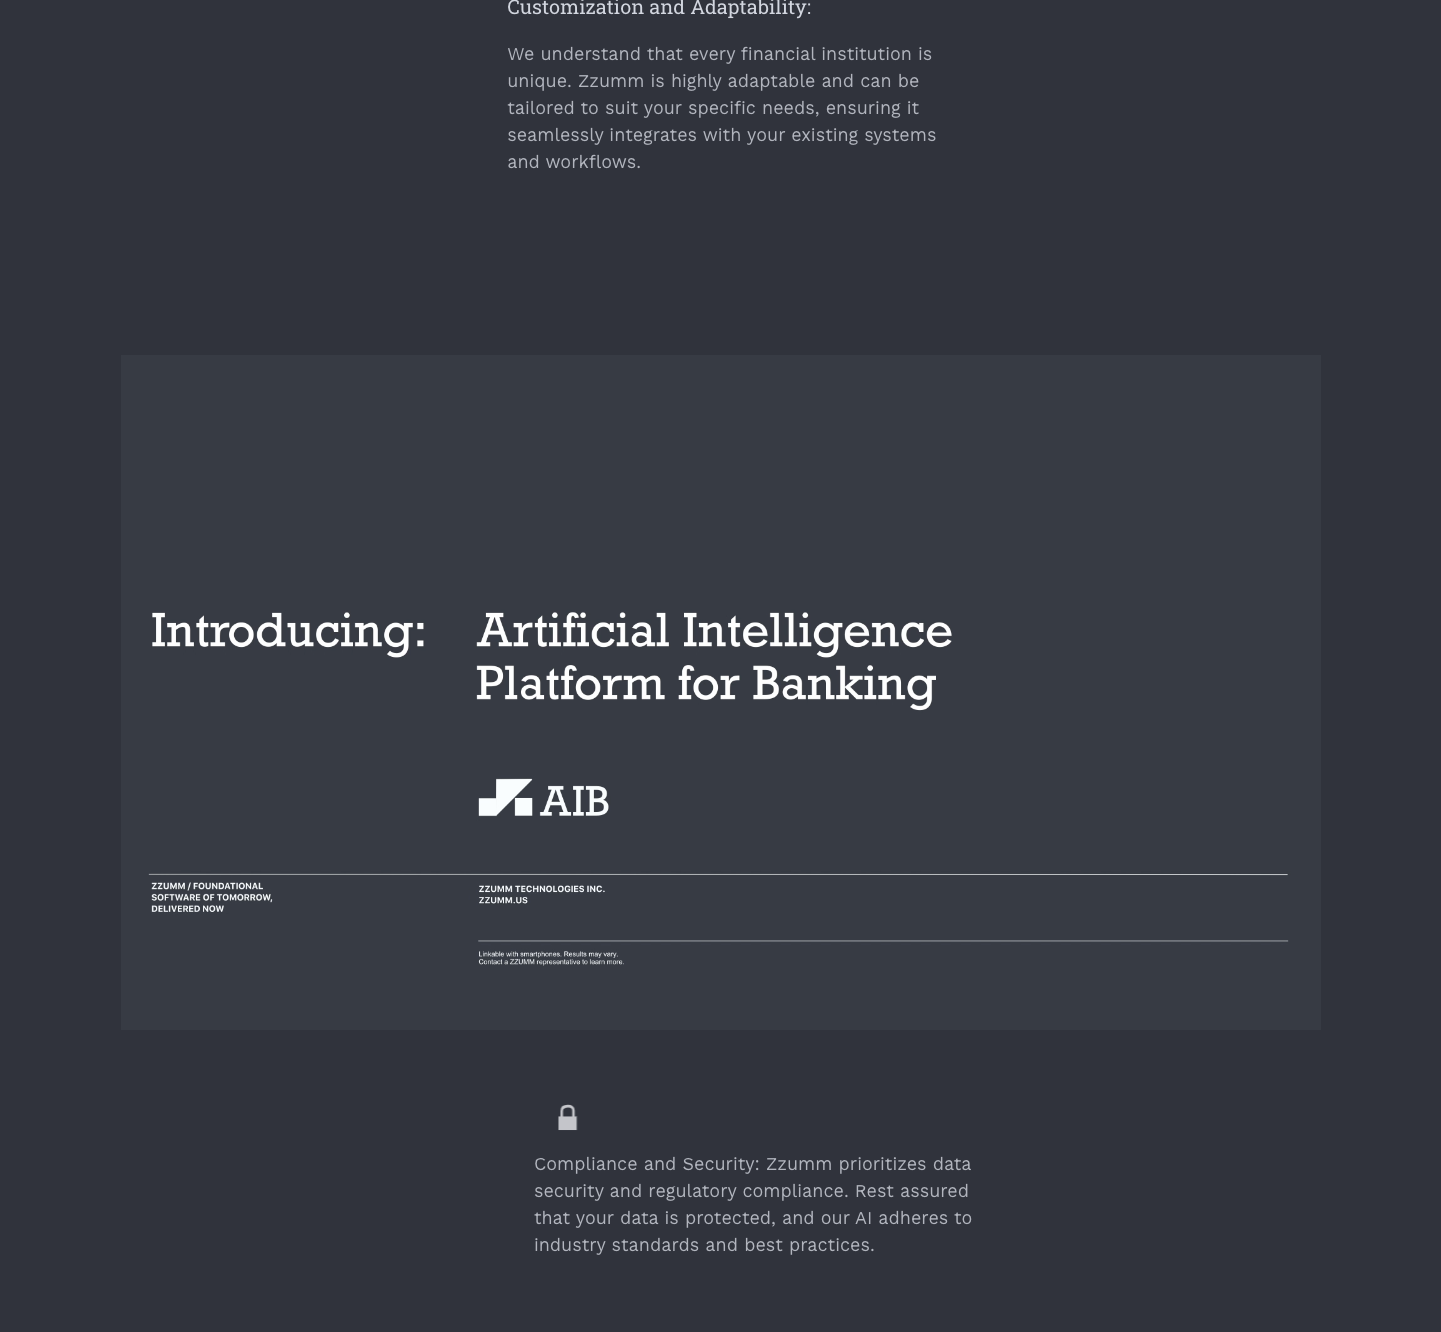 Customization and Adaptability:
We understand that every financial institution is
unique. Zzumm is highly adaptable and can be
tailored to suit your specific needs, ensuring it
seamlessly integrates with your existing systems
and workflows.
Introducing:
Artificial Intelligence
Platform for Banking
AIB
ZZUMM / FOUNDATIONAL
SOFTWARE OF TOMORROW,
DELIVERED NOW
ZZUMM TECHNOLOGIES INC.
ZZUMM.US
Linkable with smartphones. Results may vary.
Contact a ZZUMM representative to learn more.
Compliance and Security: Zzumm prioritizes data
security and regulatory compliance. Rest assured
that your data is protected, and our AI adheres to
industry standards and best practices.